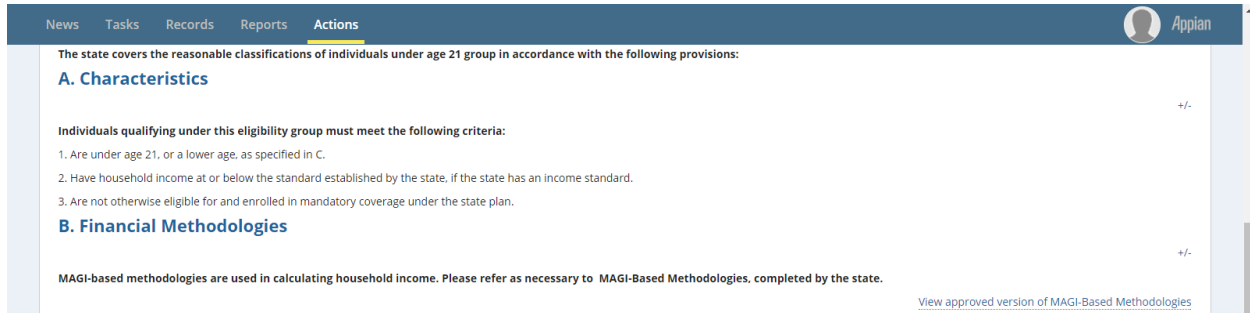 News Tasks Records Reports Actions Appian
The state covers the reasonable classifications of individuals under age 21 group in accordance with the following provisions:
A. Characteristics
+/-
Individuals qualifying under this eligibility group must meet the following criteria:
1. Are under age 21, or a lower age, as specified in C.
2. Have household income at or below the standard established by the state, if the state has an income standard.
3. Are not otherwise eligible for and enrolled in mandatory coverage under the state plan.
B. Financial Methodologies
+/-
MAGI-based methodologies are used in calculating household income. Please refer as necessary to MAGI-Based Methodologies, completed by the state.
View approved version of MAGI-Based Methodologies